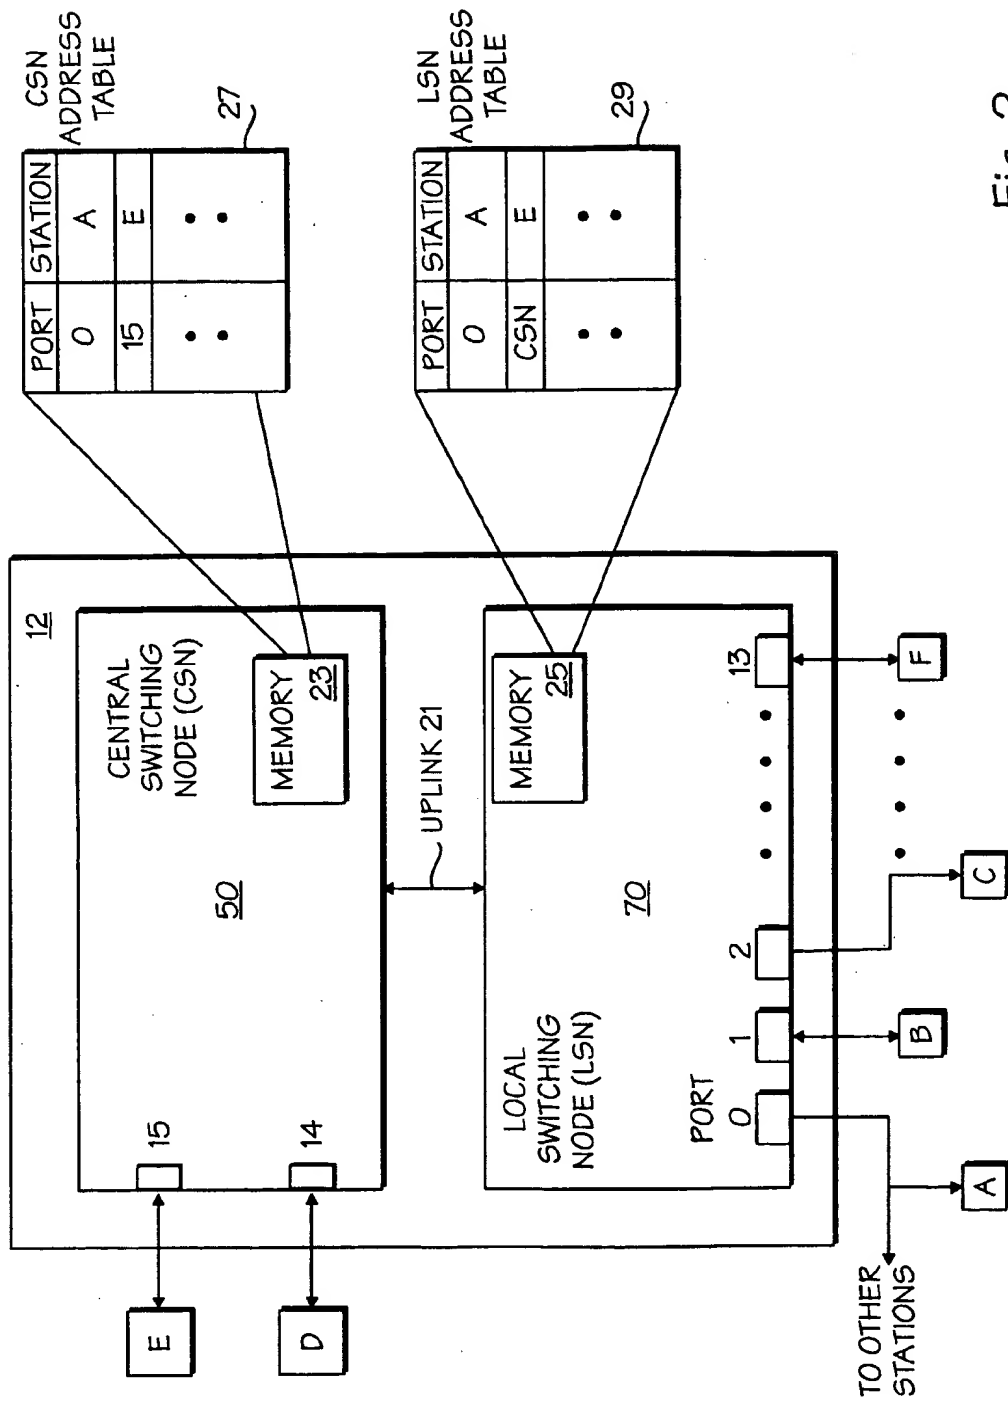 12
CENTRAL
SWITCHING
NODE (CSN)
MEMORY
23
50
15
14
E
D
UPLINK 21
LOCAL
SWITCHING
NODE (LSN)
MEMORY
25
70
PORT
0
1
2
13
A
B
C
F
TO OTHER
STATIONS
CSN
ADDRESS
TABLE
PORT STATION
0 A
15 E
27
LSN
ADDRESS
TABLE
PORT STATION
0 A
CSN E
29